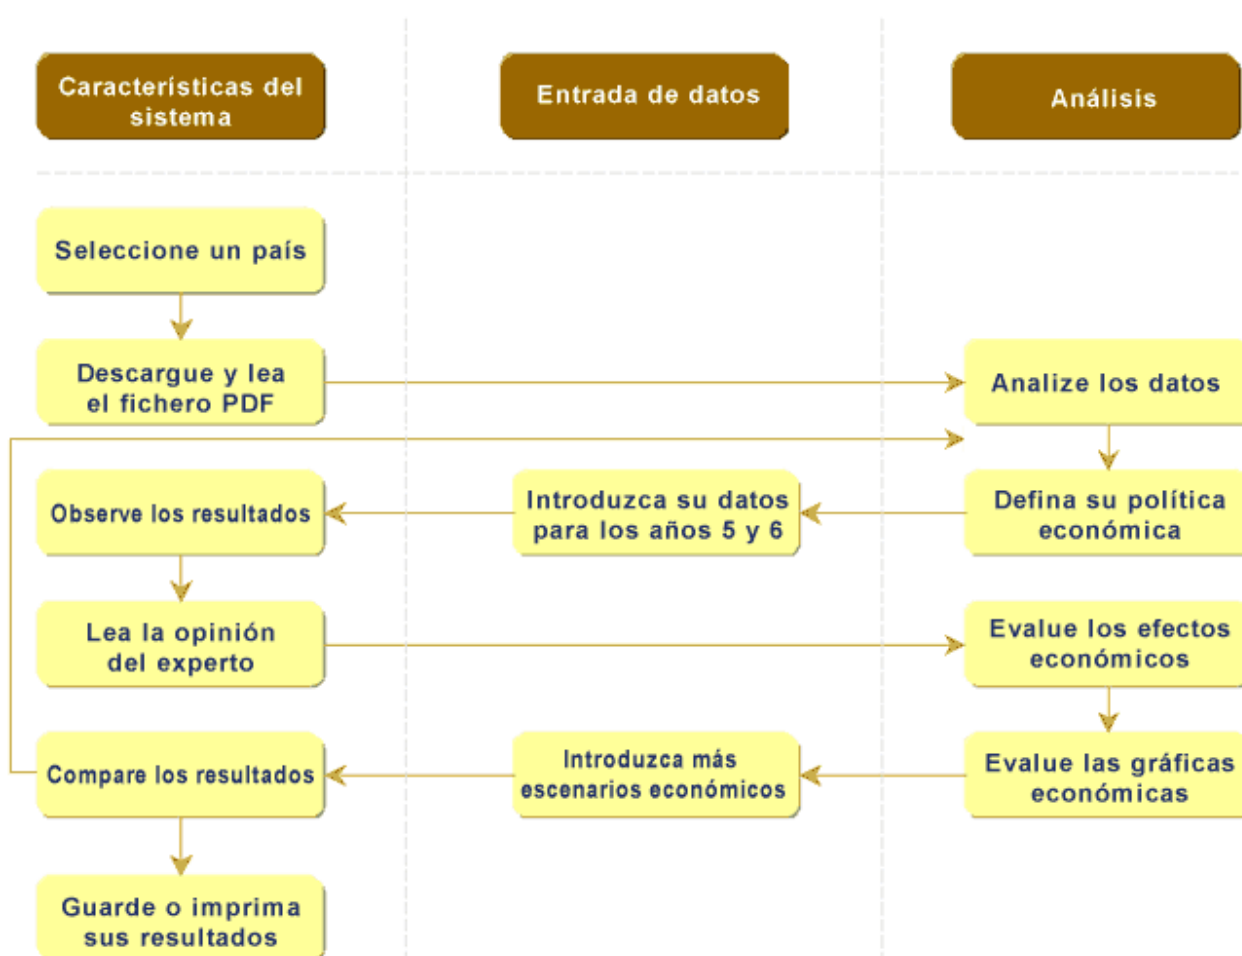 Características del
sistema
Entrada de datos
Análisis
Seleccione un país
Descargue y lea
el fichero PDF
Analize los datos
Observe los resultados
Introduzca su datos
para los años 5 y 6
Defina su política
económica
Lea la opinión
del experto
Evalue los efectos
económicos
Compare los resultados
Introduzca más
escenarios económicos
Evalue las gráficas
económicas
Guarde o imprima
sus resultados